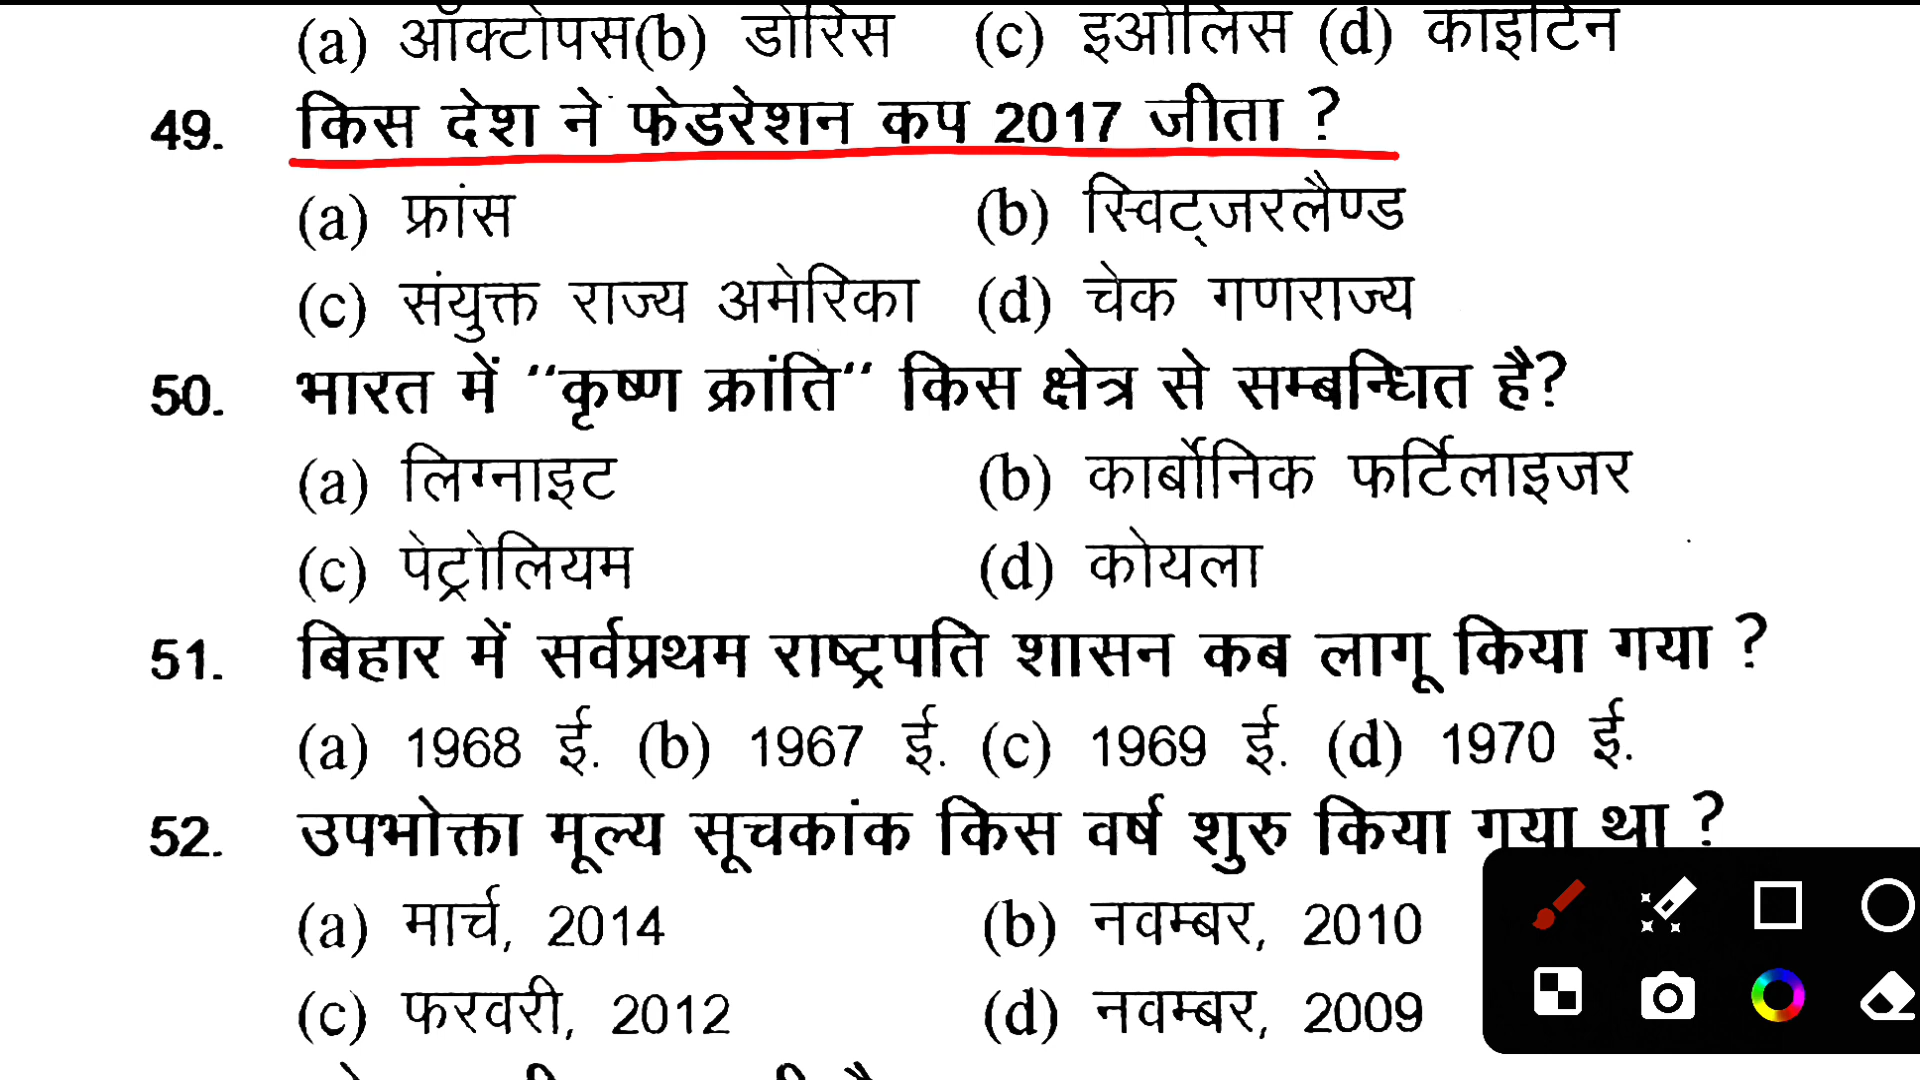 (a) ऑक्टोपस(b) डोरिस (c) इओलिस (d) काइटिन
49. किस देश ने फेडरेशन कप 2017 जीता ?
(a) फ्रांस (b) स्विट्जरलैण्ड
(c) संयुक्त राज्य अमेरिका (d) चेक गणराज्य
50. भारत में "कृष्ण क्रांति" किस क्षेत्र से सम्बन्धित है?
(a) लिग्नाइट (b) कार्बोनिक फर्टिलाइजर
(c) पेट्रोलियम (d) कोयला
51. बिहार में सर्वप्रथम राष्ट्रपति शासन कब लागू किया गया ?
(a) 1968 ई. (b) 1967 ई. (c) 1969 ई. (d) 1970 ई.
52. उपभोक्ता मूल्य सूचकांक किस वर्ष शुरु किया गया था ?
(a) मार्च, 2014 (b) नवम्बर, 2010
(c) फरवरी, 2012 (d) नवम्बर, 2009